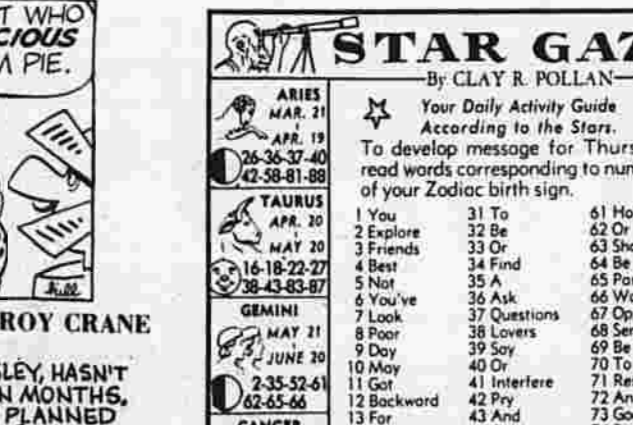 T WHO
CIOUS
M PIE.
hill
ROY CRANE
LEY, HASN'T
N MONTHS.
PLANNED
STAR GAZ
By CLAY R. POLLAN
ARIES
MAR. 21
APR. 19
26-36-37-40
42-58-81-88
TAURUS
APR. 20
MAY 20
16-18-22-27
38-43-83-87
GEMINI
MAY 21
JUNE 20
2-35-52-61
62-65-66
CANCER
Your Daily Activity Guide
According to the Stars.
To develop message for Thurs
read words corresponding to num
of your Zodiac birth sign.
1 You
2 Explore
3 Friends
4 Best
5 Not
6 You've
7 Look
8 Poor
9 Day
10 May
11 Got
12 Backward
13 For
31 To
32 Be
33 Or
34 Find
35 A
36 Ask
37 Questions
38 Lovers
39 Say
40 Or
41 Interfere
42 Pry
43 And
61 Ho
62 Or
63 Sho
64 Be
65 Par
66 Wo
67 Op
68 Ser
69 Be
70 To
71 Re
72 An
73 Go